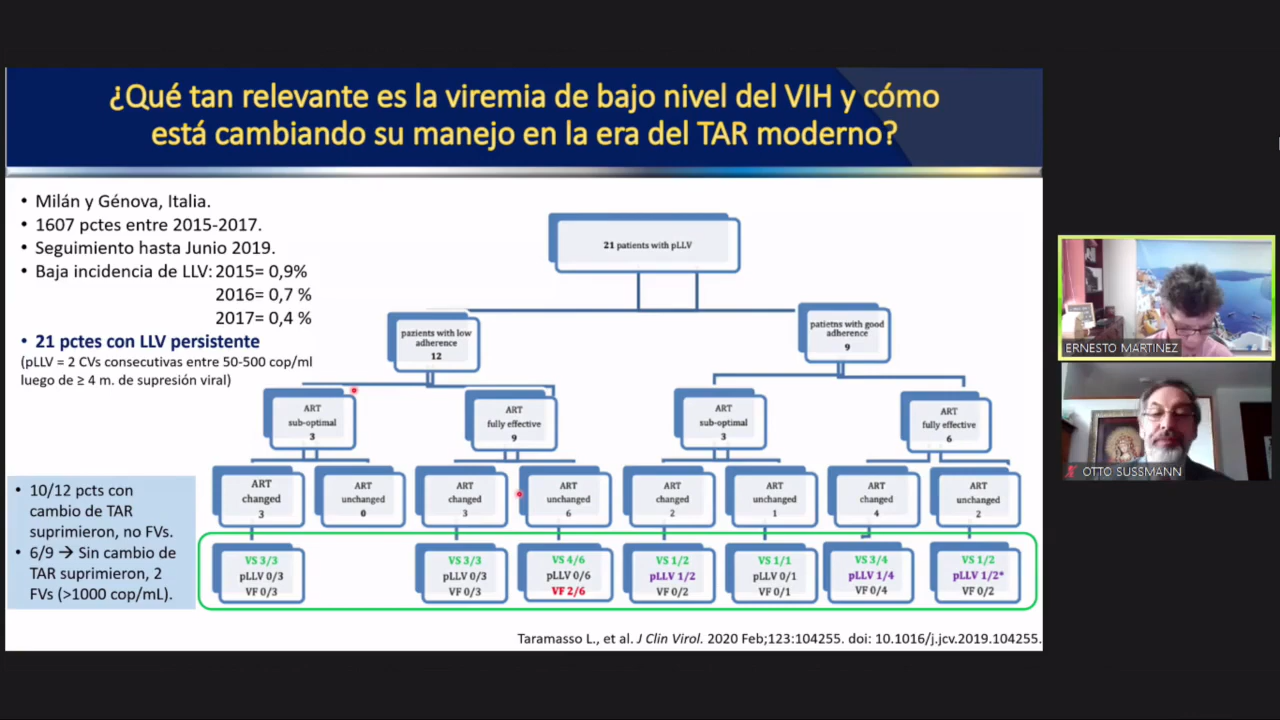 ¿Qué tan relevante es la viremia de bajo nivel del VIH y cómo
está cambiando su manejo en la era del TAR moderno?
• Milán y Génova, Italia.
• 1607 pctes entre 2015-2017.
• Seguimiento hasta Junio 2019.
• Baja incidencia de LLV: 2015= 0,9%
2016= 0,7 %
2017= 0,4 %
• 21 pctes con LLV persistente
(pLLV = 2 CVs consecutivas entre 50-500 cop/ml
luego de ≥ 4 m. de supresión viral)
21 patients with pLLV
pazients with low
adherence
12
patietns with good
adherence
9
ART
sub-optimal
3
ART
fully effective
9
ART
sub-optimal
3
ART
fully effective
6
ART
changed
3
ART
unchanged
0
ART
changed
3
ART
unchanged
6
ART
changed
2
ART
unchanged
1
ART
changed
4
ART
unchanged
2
VS 3/3
pLLV 0/3
VF 0/3
VS 3/3
pLLV 0/3
VF 0/3
VS 4/6
pLLV 0/6
VF 2/6
VS 1/2
pLLV 1/2
VF 0/2
VS 1/1
pLLV 0/1
VF 0/1
VS 3/4
pLLV 1/4
VF 0/4
VS 1/2
pLLV 1/2*
VF 0/2
• 10/12 pcts con
cambio de TAR
suprimieron, no FVs.
• 6/9 → Sin cambio de
TAR suprimieron, 2
FVs (>1000 cop/mL).
Taramasso L., et al. J Clin Virol. 2020 Feb;123:104255. doi: 10.1016/j.jcv.2019.104255.
ERNESTO MARTINEZ
OTTO SUSSMANN